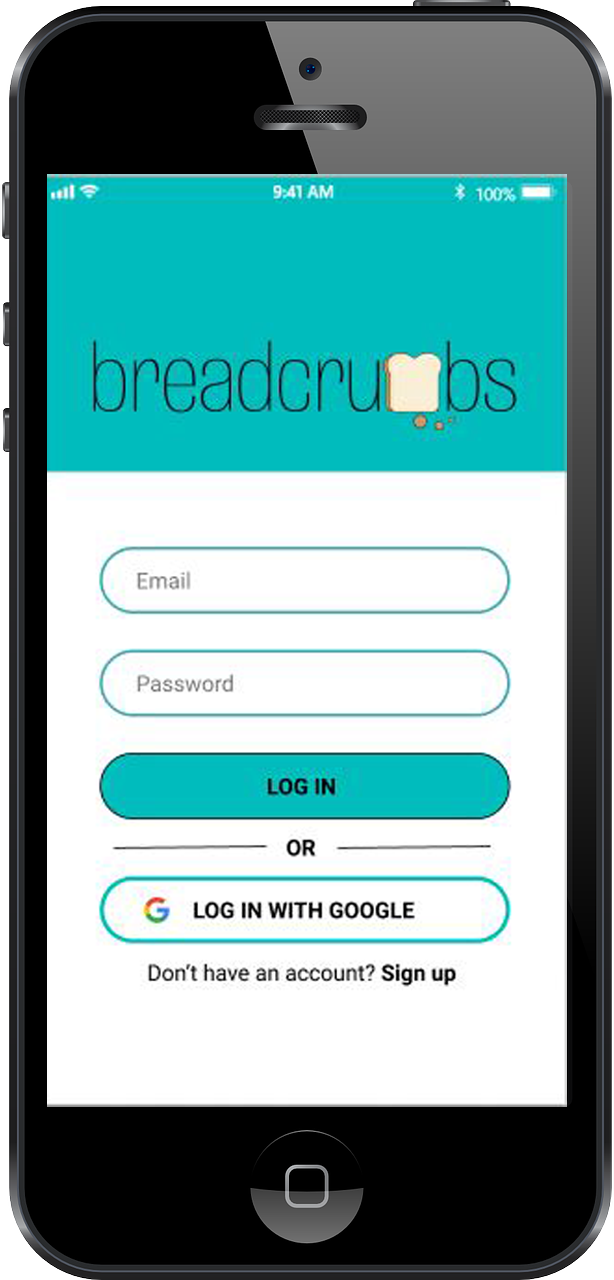 9:41 AM 100%
breadcrumbs
Email
Password
LOG IN
OR
LOG IN WITH GOOGLE
Don't have an account? Sign up